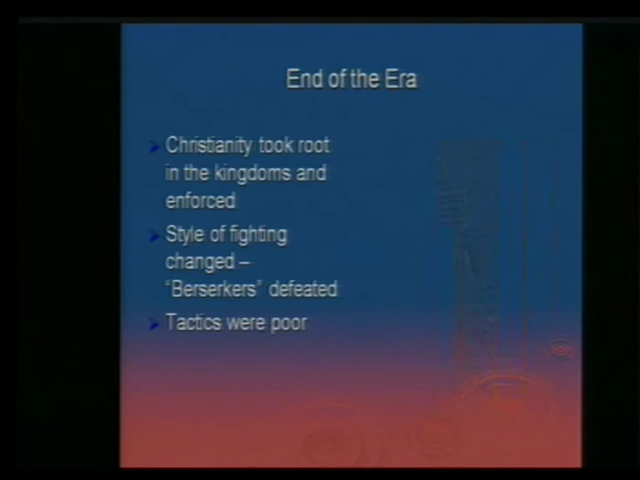 End of the Era
Christianity took root
in the kingdoms and
enforced
Style of fighting
changed –
"Berserkers" defeated
Tactics were poor